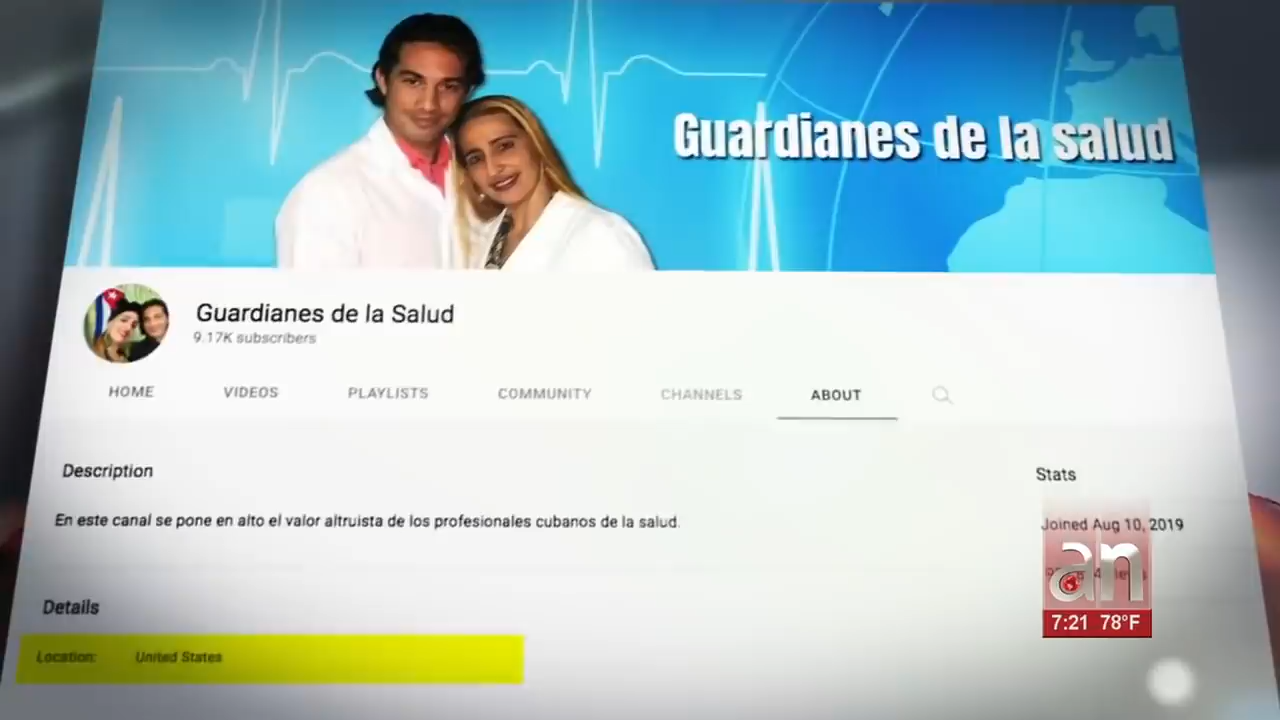 Guardianes de la salud
Guardianes de la Salud
9.17K subscribers
HOME VIDEOS PLAYLISTS COMMUNITY CHANNELS ABOUT
Description
Stats
En este canal se pone en alto el valor altruista de los profesionales cubanos de la salud.
Joined Aug 10, 2019
an
Details
7:21 78°F
Location: United States